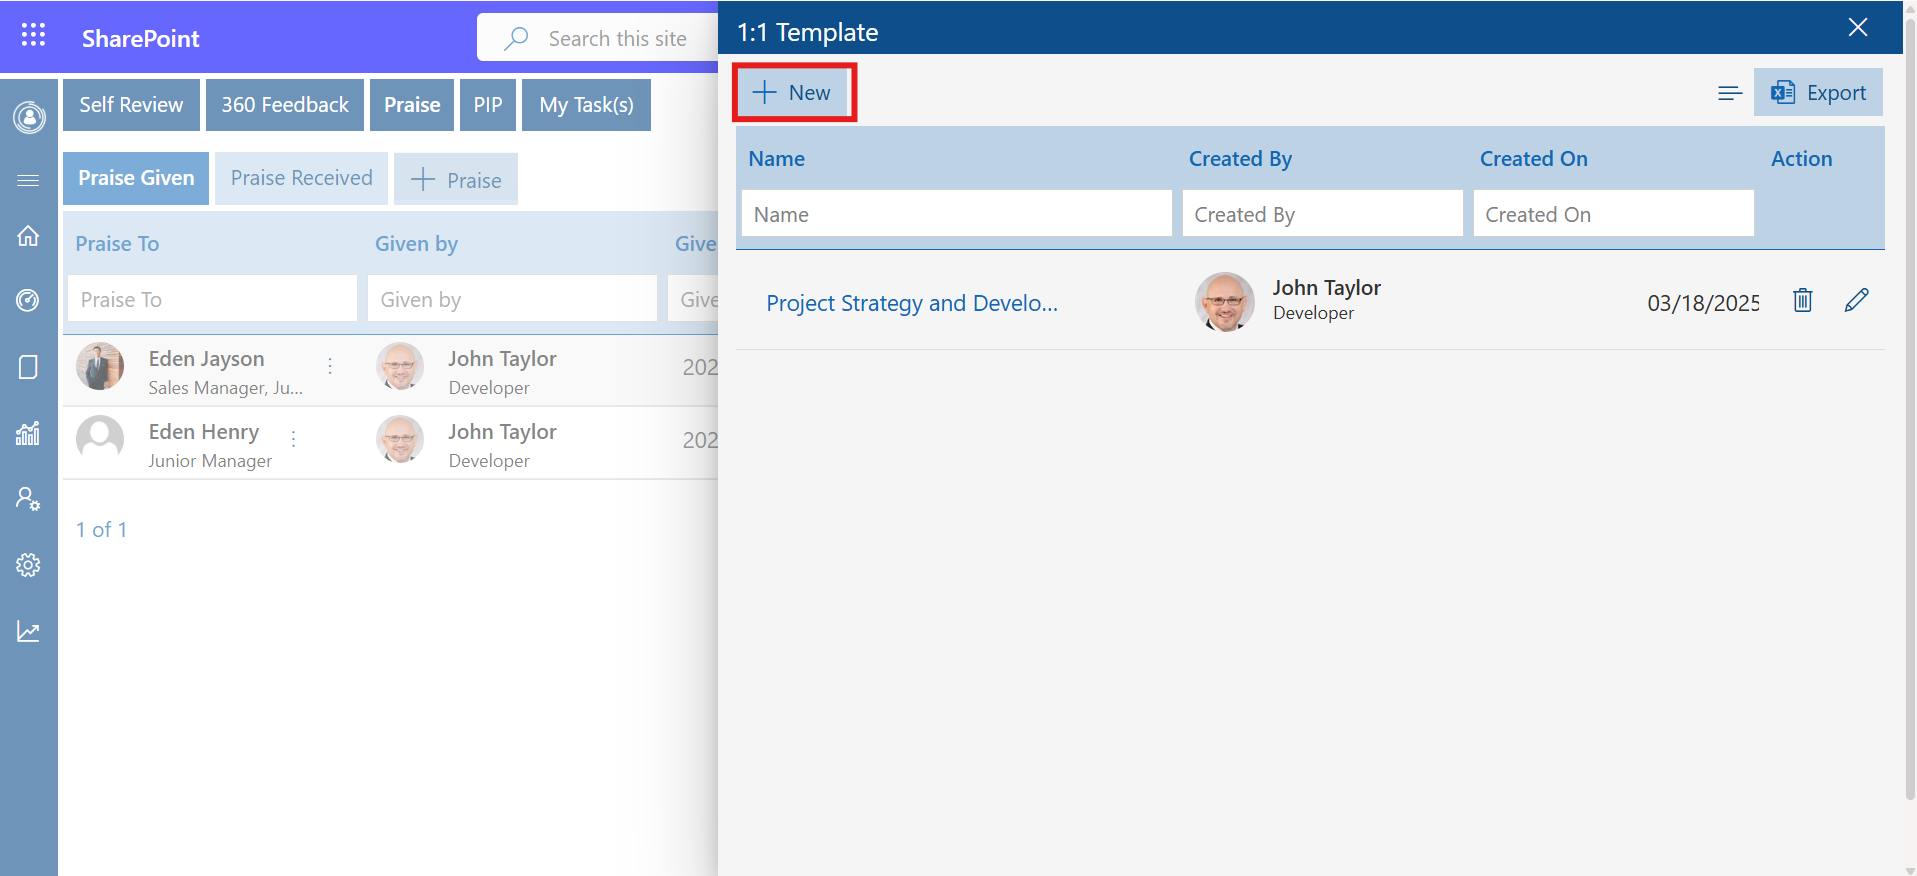 SharePoint
Search this site
1:1 Template
Self Review
360 Feedback
Praise
PIP
My Task(s)
Praise Given
Praise Received
+ Praise
Praise To
Given by
Give
Praise To
Given by
Give
Eden Jayson
Sales Manager, Ju...
John Taylor
Developer
202
Eden Henry
Junior Manager
John Taylor
Developer
202
1 of 1
+ New
Export
Name
Created By
Created On
Action
Name
Created By
Created On
Project Strategy and Develo...
John Taylor
Developer
03/18/2025